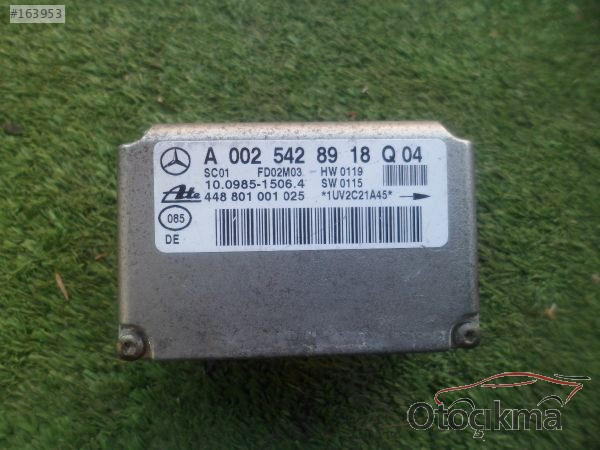 #163953
A 002 542 89 18 Q 04
SC01 FD02M03 HW 0119
10.0985-1506.4 SW 0115
Ate 448 801 001 025 *1UV2C21A45*
085
DE
Otoçıkma